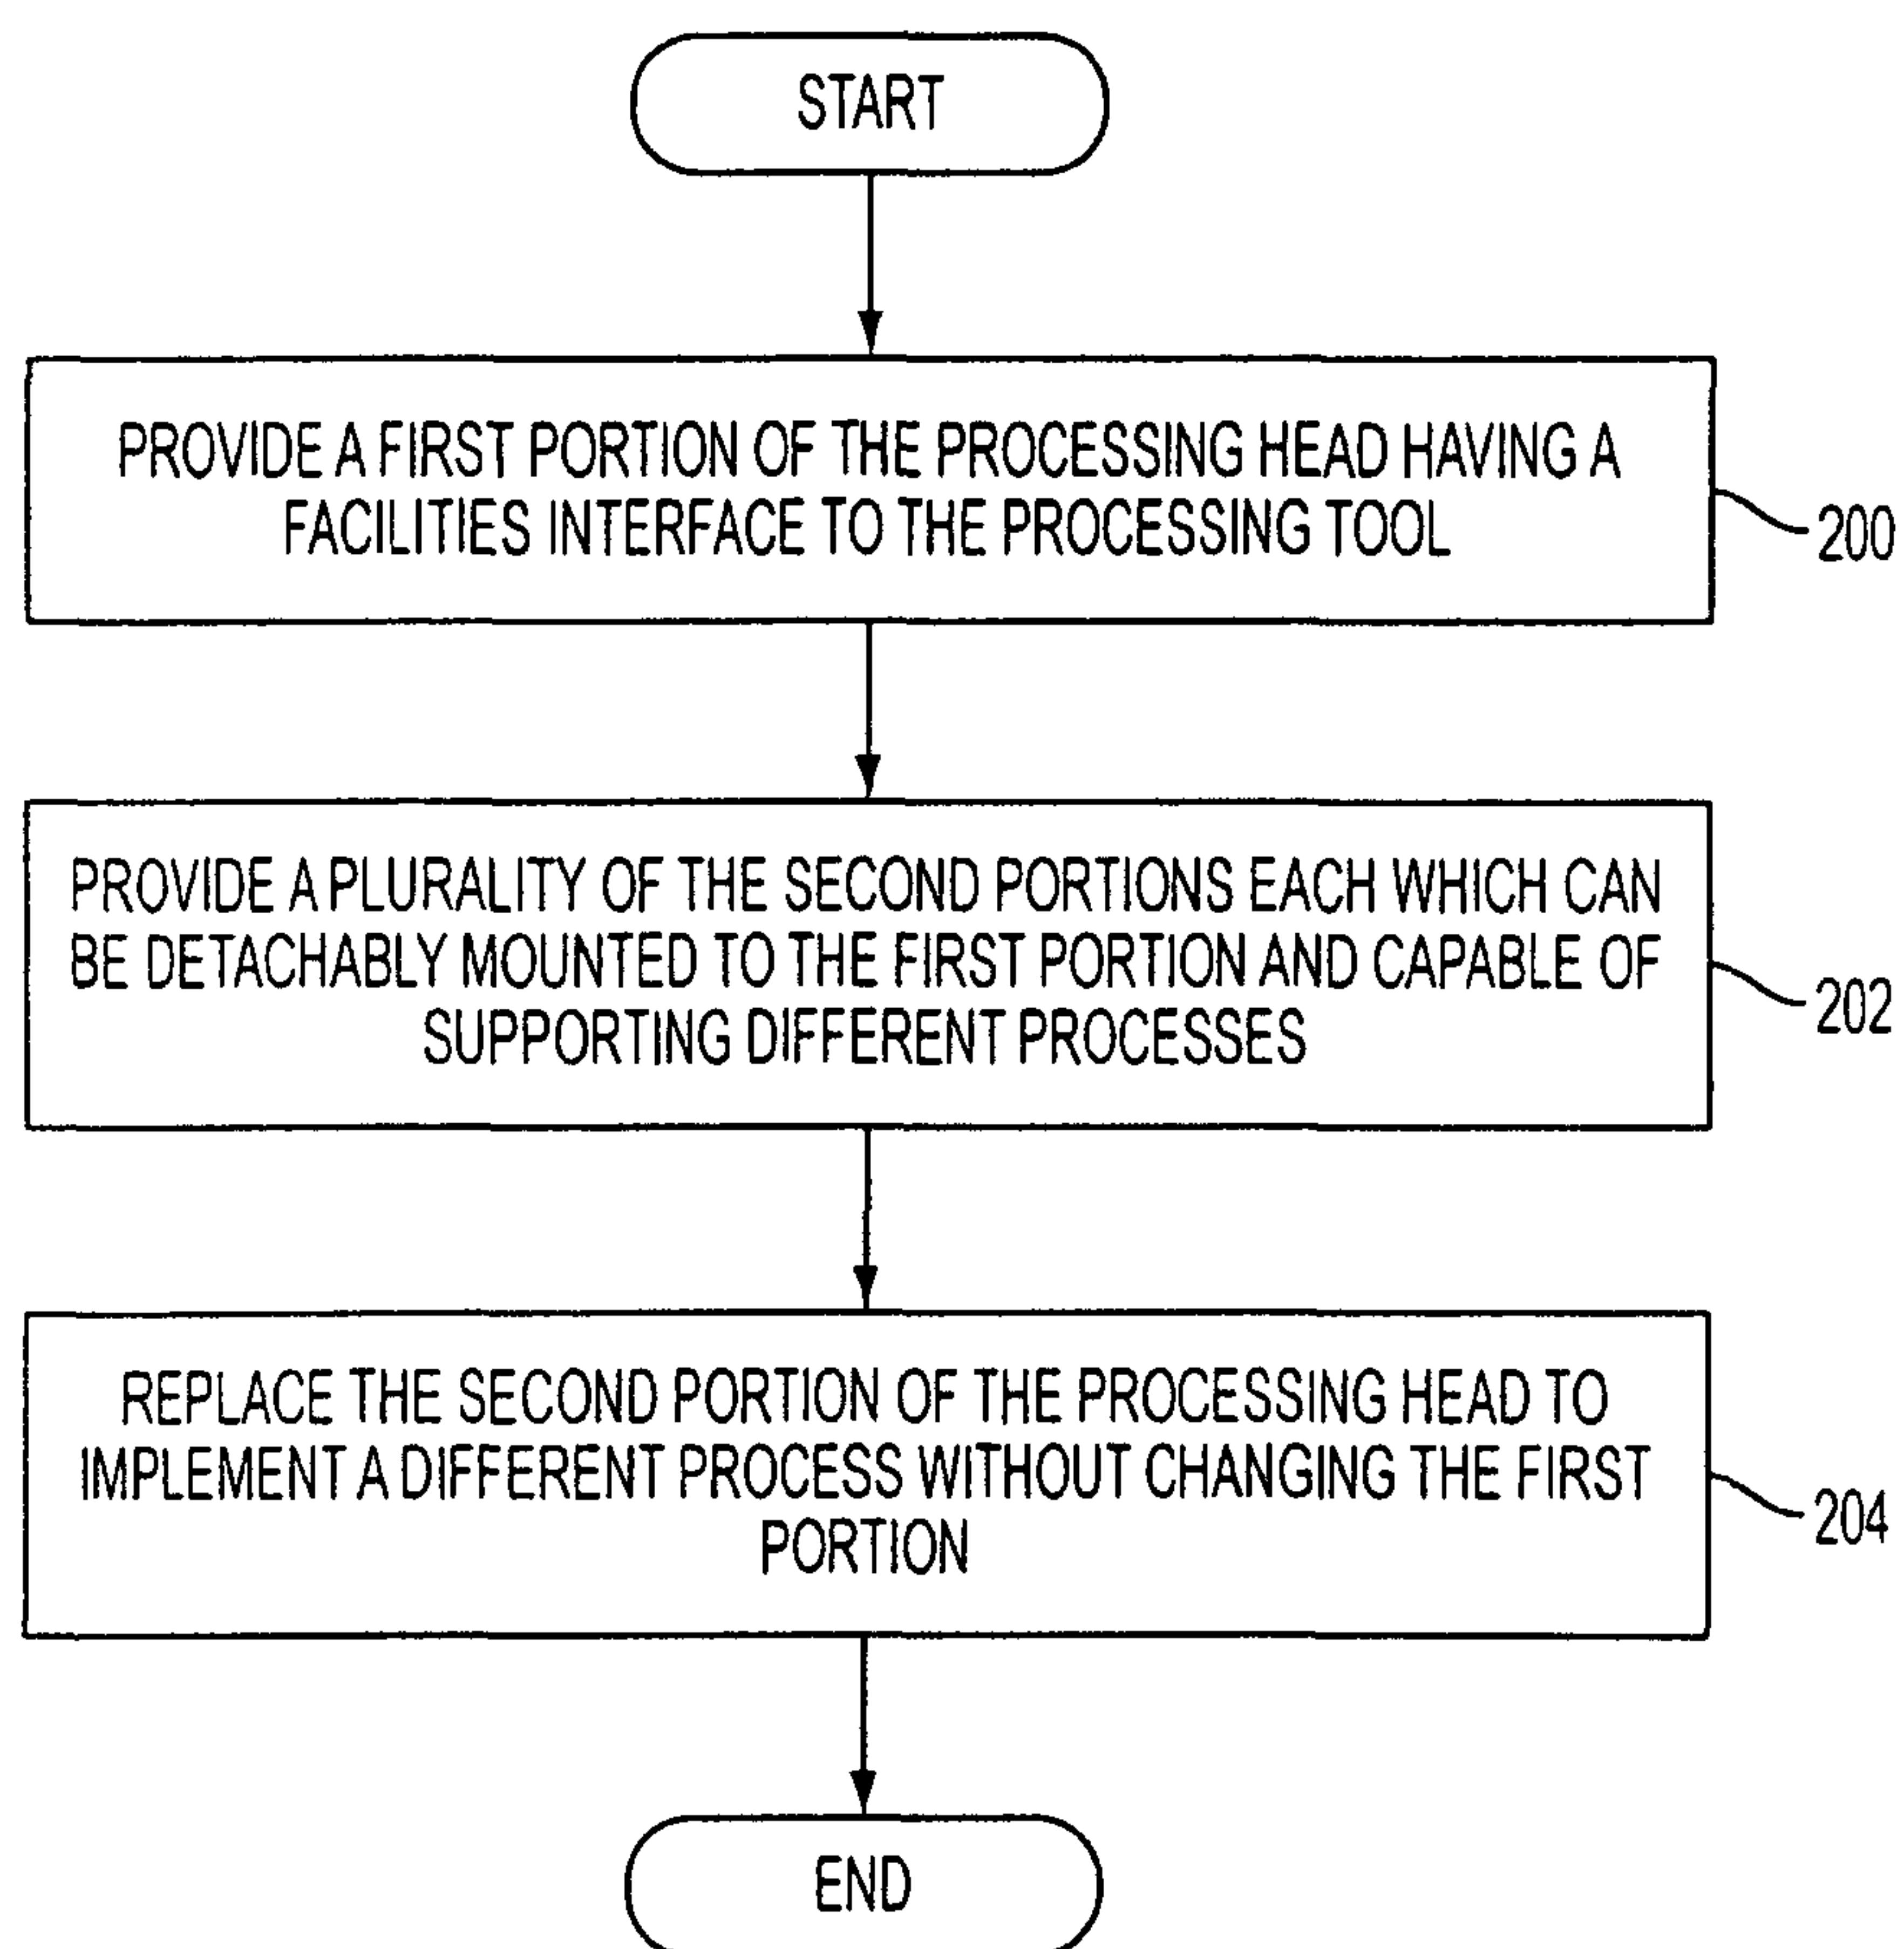 START
PROVIDE A FIRST PORTION OF THE PROCESSING HEAD HAVING A
FACILITIES INTERFACE TO THE PROCESSING TOOL
200
PROVIDE A PLURALITY OF THE SECOND PORTIONS EACH WHICH CAN
BE DETACHABLY MOUNTED TO THE FIRST PORTION AND CAPABLE OF
SUPPORTING DIFFERENT PROCESSES
202
REPLACE THE SECOND PORTION OF THE PROCESSING HEAD TO
IMPLEMENT A DIFFERENT PROCESS WITHOUT CHANGING THE FIRST
PORTION
204
END